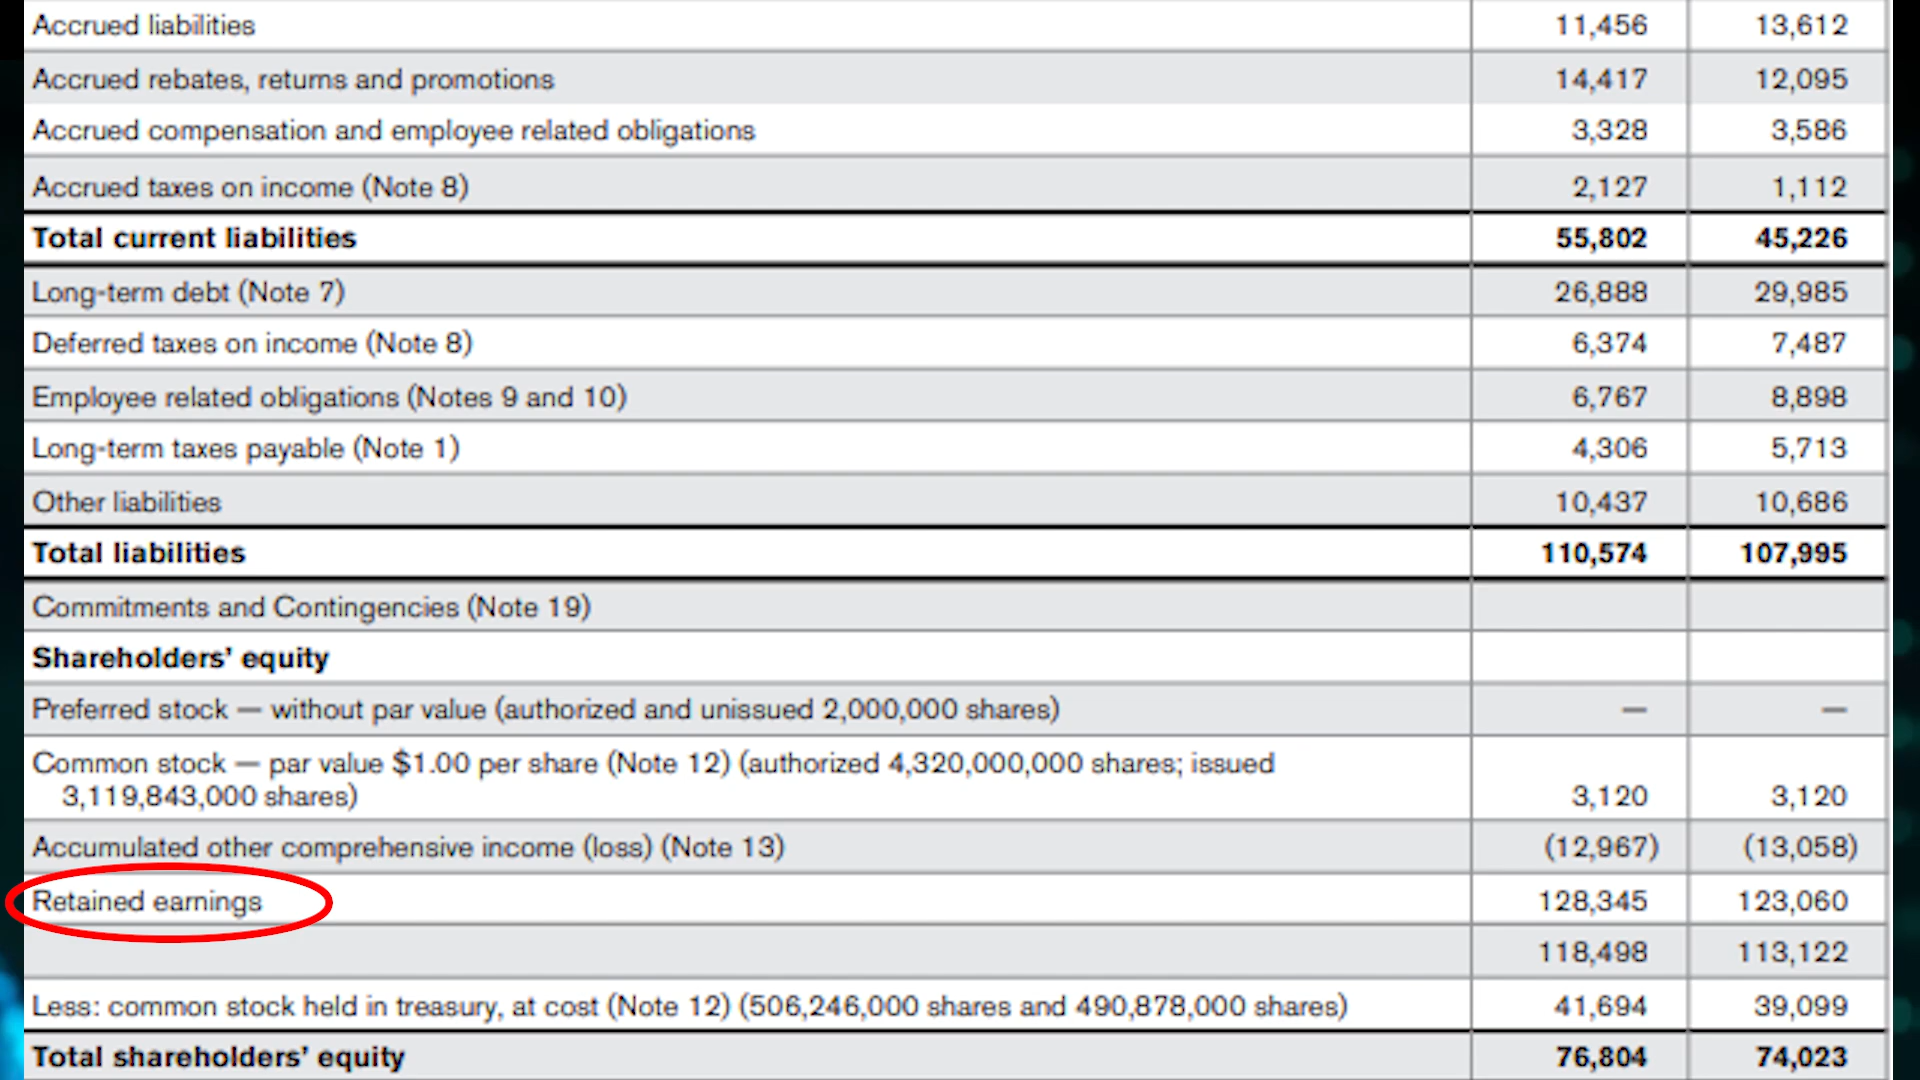 Accrued liabilities 11,456 13,612
Accrued rebates, returns and promotions 14,417 12,095
Accrued compensation and employee related obligations 3,328 3,586
Accrued taxes on income (Note 8) 2,127 1,112
Total current liabilities 55,802 45,226
Long-term debt (Note 7) 26,888 29,985
Deferred taxes on income (Note 8) 6,374 7,487
Employee related obligations (Notes 9 and 10) 6,767 8,898
Long-term taxes payable (Note 1) 4,306 5,713
Other liabilities 10,437 10,686
Total liabilities 110,574 107,995
Commitments and Contingencies (Note 19)
Shareholders’ equity
Preferred stock — without par value (authorized and unissued 2,000,000 shares) — —
Common stock — par value $1.00 per share (Note 12) (authorized 4,320,000,000 shares; issued
3,119,843,000 shares) 3,120 3,120
Accumulated other comprehensive income (loss) (Note 13) (12,967) (13,058)
Retained earnings 128,345 123,060
118,498 113,122
Less: common stock held in treasury, at cost (Note 12) (506,246,000 shares and 490,878,000 shares) 41,694 39,099
Total shareholders’ equity 76,804 74,023